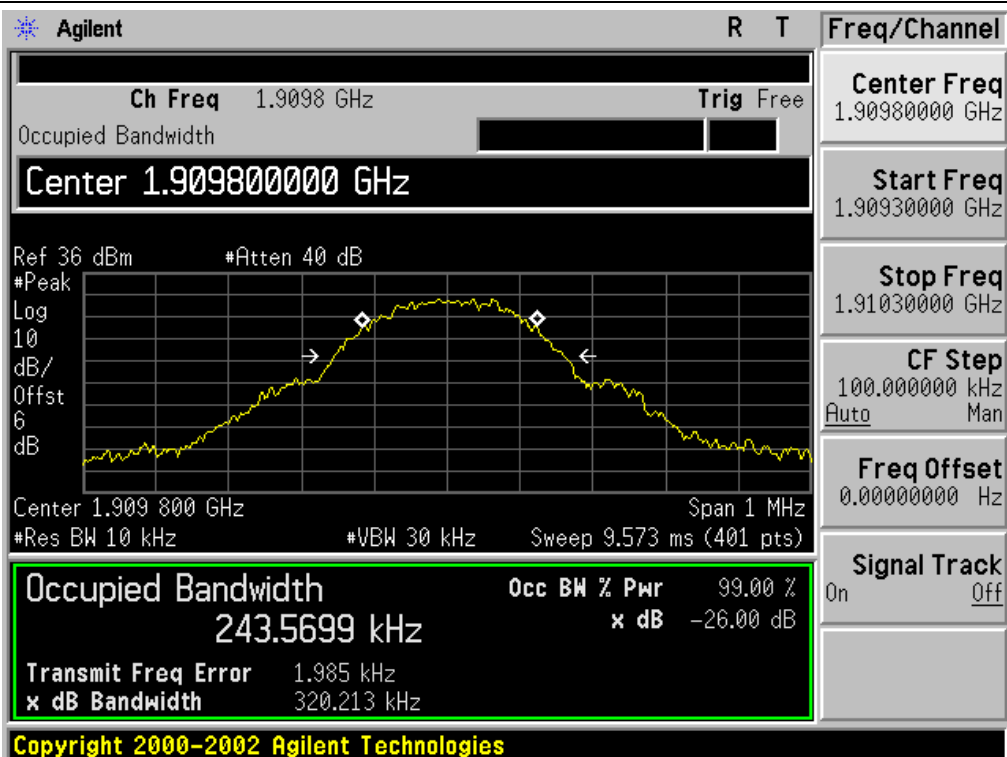 Agilent R T
Ch Freq 1.9098 GHz Trig Free
Occupied Bandwidth
Center 1.909800000 GHz
Ref 36 dBm #Atten 40 dB
#Peak
Log
10
dB/
Offst
6
dB
Center 1.909 800 GHz Span 1 MHz
#Res BW 10 kHz #VBW 30 kHz Sweep 9.573 ms (401 pts)
Occupied Bandwidth
243.5699 kHz
Occ BW % Pwr 99.00 %
x dB -26.00 dB
Transmit Freq Error 1.985 kHz
x dB Bandwidth 320.213 kHz
Copyright 2000-2002 Agilent Technologies
Freq/Channel
Center Freq
1.90980000 GHz
Start Freq
1.90930000 GHz
Stop Freq
1.91030000 GHz
CF Step
100.000000 kHz
Auto Man
Freq Offset
0.00000000 Hz
Signal Track
On Off